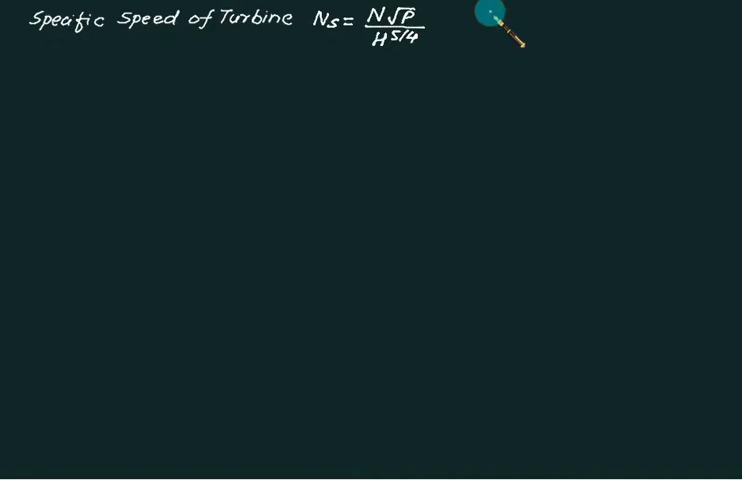 Specific Speed of Turbine Ns = N√P / H^5/4